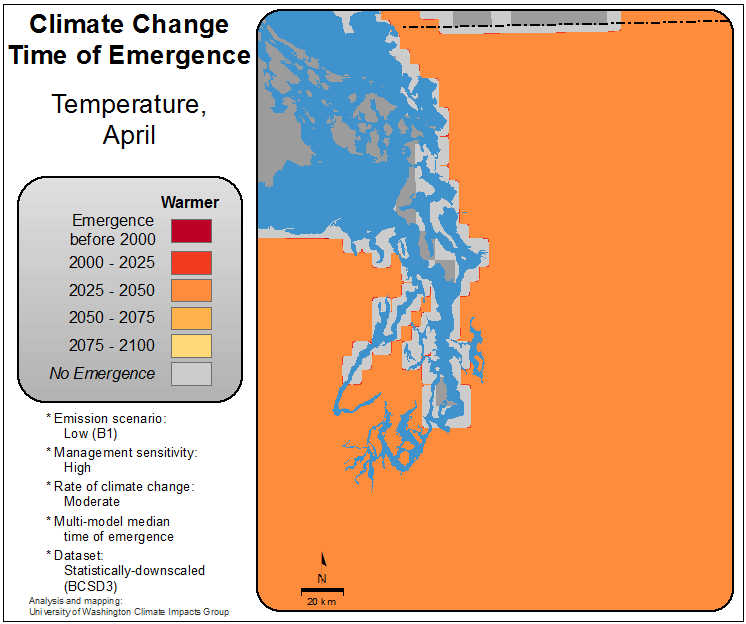 Climate Change
Time of Emergence
Temperature,
April
Warmer
Emergence
before 2000
2000 - 2025
2025 - 2050
2050 - 2075
2075 - 2100
No Emergence
* Emission scenario:
Low (B1)
* Management sensitivity:
High
* Rate of climate change:
Moderate
* Multi-model median
time of emergence
* Dataset:
Statistically-downscaled
(BCSD3)
Analysis and mapping:
University of Washington Climate Impacts Group
N
20 km